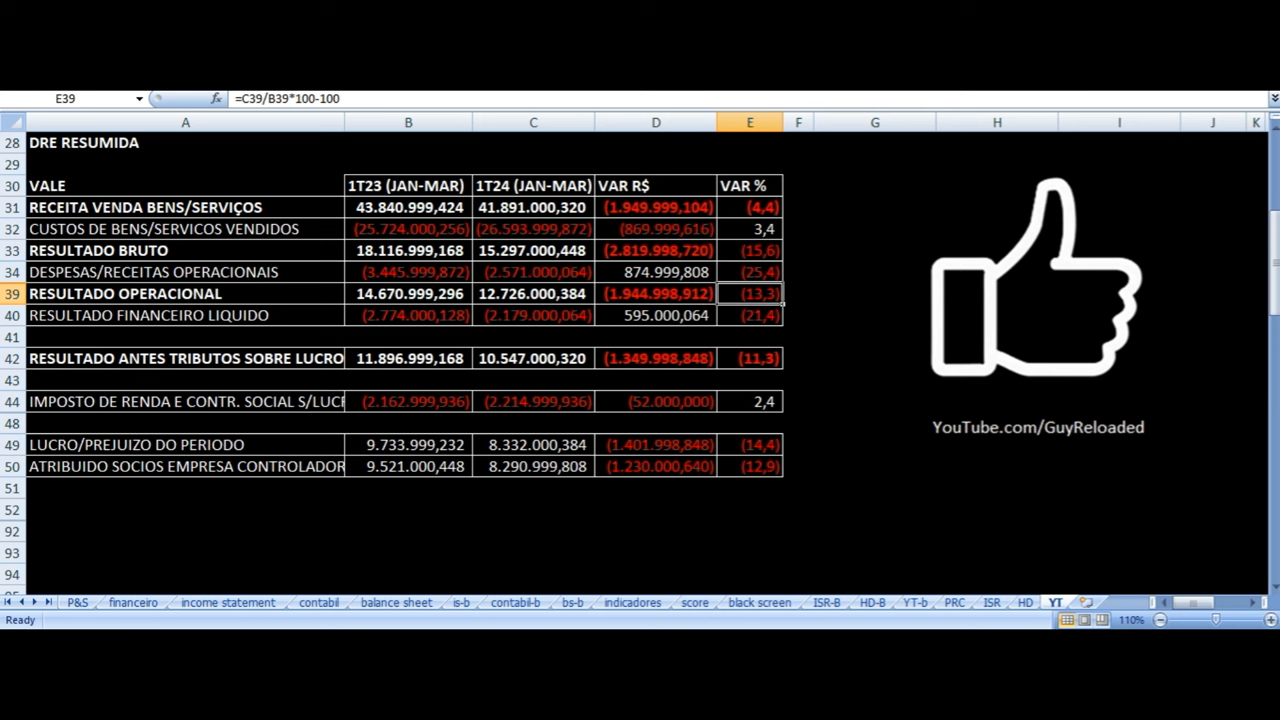 E39 fx =C39/B39*100-100
A B C D E F G H I J K
28 DRE RESUMIDA
29
30 VALE 1T23 (JAN-MAR) 1T24 (JAN-MAR) VAR R$ VAR %
31 RECEITA VENDA BENS/SERVIÇOS 43.840.999,424 41.891.000,320 (1.949.999,104) (4,4)
32 CUSTOS DE BENS/SERVICOS VENDIDOS (25.724.000,256) (26.593.999,872) (869.999,616) 3,4
33 RESULTADO BRUTO 18.116.999,168 15.297.000,448 (2.819.998,720) (15,6)
34 DESPESAS/RECEITAS OPERACIONAIS (3.445.999,872) (2.571.000,064) 874.999,808 (25,4)
39 RESULTADO OPERACIONAL 14.670.999,296 12.726.000,384 (1.944.998,912) (13,3)
40 RESULTADO FINANCEIRO LIQUIDO (2.774.000,128) (2.179.000,064) 595.000,064 (21,4)
41
42 RESULTADO ANTES TRIBUTOS SOBRE LUCRO 11.896.999,168 10.547.000,320 (1.349.998,848) (11,3)
43
44 IMPOSTO DE RENDA E CONTR. SOCIAL S/LUCR (2.162.999,936) (2.214.999,936) (52.000,000) 2,4
48
49 LUCRO/PREJUIZO DO PERIODO 9.733.999,232 8.332.000,384 (1.401.998,848) (14,4)
50 ATRIBUIDO SOCIOS EMPRESA CONTROLADOR 9.521.000,448 8.290.999,808 (1.230.000,640) (12,9)
51
52
92
93
94
YouTube.com/GuyReloaded
P&S financeiro income statement contabil balance sheet is-b contabil-b bs-b indicadores score black screen ISR-B HD-B YT-b PRC ISR HD YT
Ready 110%